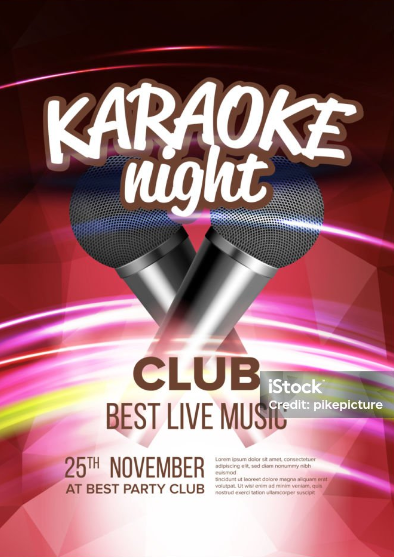 KARAOKE
night
CLUB
iStock
Credit: pikepicture
BEST LIVE MUSIC
25TH NOVEMBER
AT BEST PARTY CLUB
Lorem ipsum dolor sit amet, consectetuer
adipiscing elit, sed diam nonummy nibh
euismod
tincidunt ut laoreet dolore magna aliquam erat
volutpat. Ut wisi enim ad minim veniam, quis
nostrud exerci tation ullamcorper suscipit